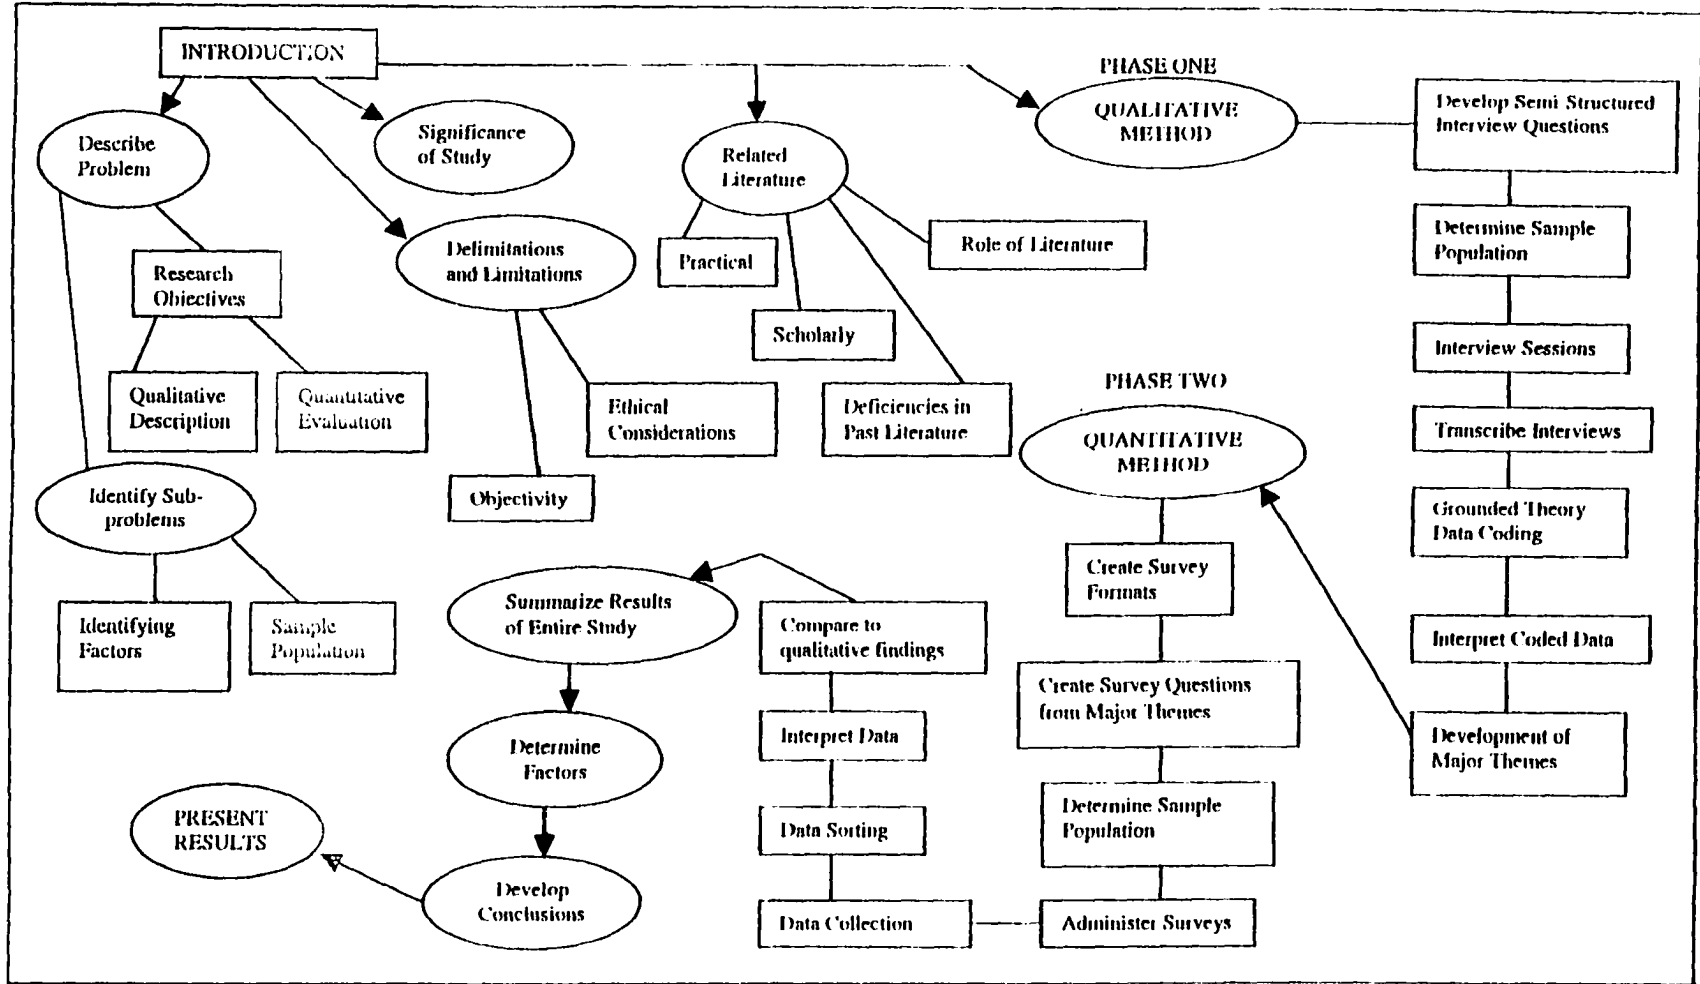 INTRODUCTION
Describe
Problem
Significance
of Study
Delimitations
and Limitations
Research
Objectives
Qualitative
Description
Quantitative
Evaluation
Identify Sub-
problems
Identifying
Factors
Sample
Population
Ethical
Considerations
Objectivity
Related
Literature
Practical
Scholarly
Role of Literature
Deficiencies in
Past Literature
PHASE ONE
QUALITATIVE
METHOD
Develop Semi-Structured
Interview Questions
Determine Sample
Population
Interview Sessions
Transcribe Interviews
Grounded Theory
Data Coding
Interpret Coded Data
Development of
Major Themes
PHASE TWO
QUANTITATIVE
METHOD
Create Survey
Formats
Create Survey Questions
from Major Themes
Determine Sample
Population
Administer Surveys
Data Collection
Data Sorting
Interpret Data
Compare to
qualitative findings
Summarize Results
of Entire Study
Determine
Factors
Develop
Conclusions
PRESENT
RESULTS